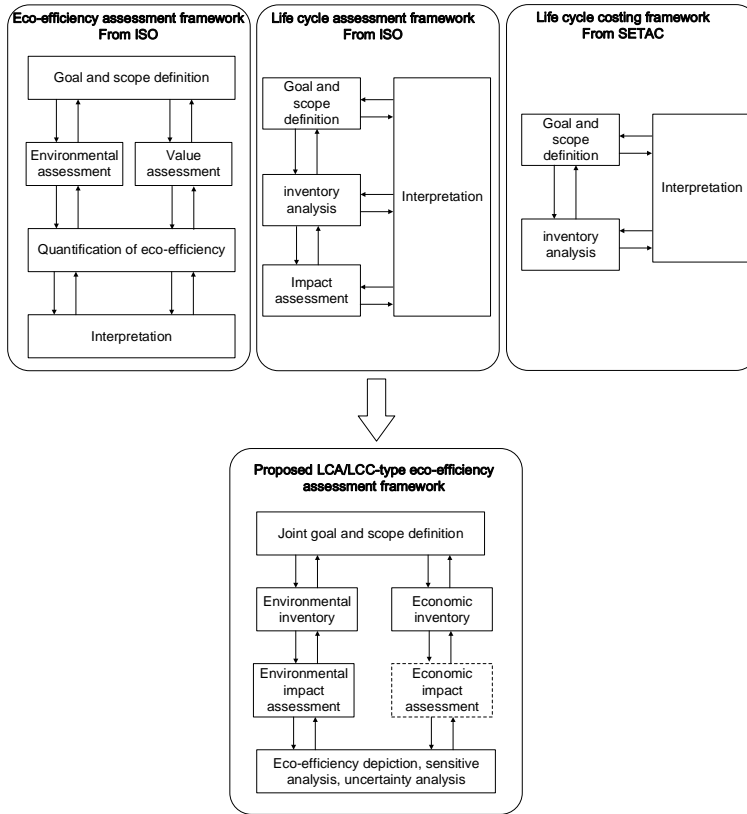 Eco-efficiency assessment framework
From ISO
Goal and scope definition
Environmental
assessment
Value
assessment
Quantification of eco-efficiency
Interpretation
Life cycle assessment framework
From ISO
Goal and
scope
definition
inventory
analysis
Impact
assessment
Interpretation
Life cycle costing framework
From SETAC
Goal and
scope
definition
inventory
analysis
Interpretation
Proposed LCA/LCC-type eco-efficiency
assessment framework
Joint goal and scope definition
Environmental
inventory
Economic
inventory
Environmental
impact
assessment
Economic
impact
assessment
Eco-efficiency depiction, sensitive
analysis, uncertainty analysis